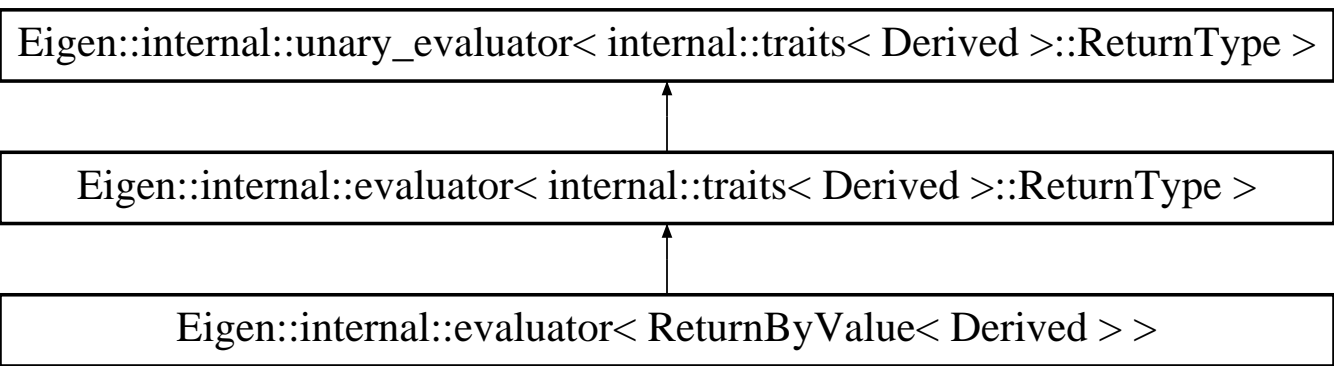 Eigen::internal::unary_evaluator< internal::traits< Derived >::ReturnType >
Eigen::internal::evaluator< internal::traits< Derived >::ReturnType >
Eigen::internal::evaluator< ReturnByValue< Derived > >